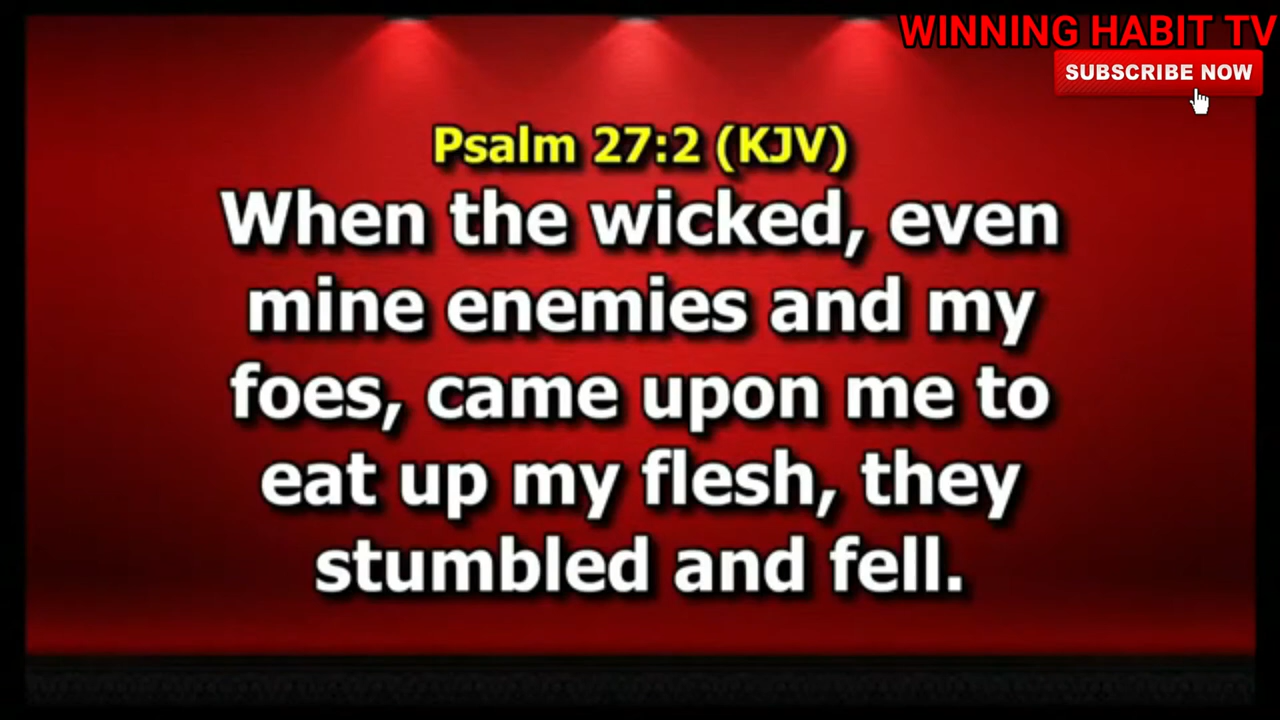 WINNING HABIT TV
SUBSCRIBE NOW
Psalm 27:2 (KJV)
When the wicked, even
mine enemies and my
foes, came upon me to
eat up my flesh, they
stumbled and fell.